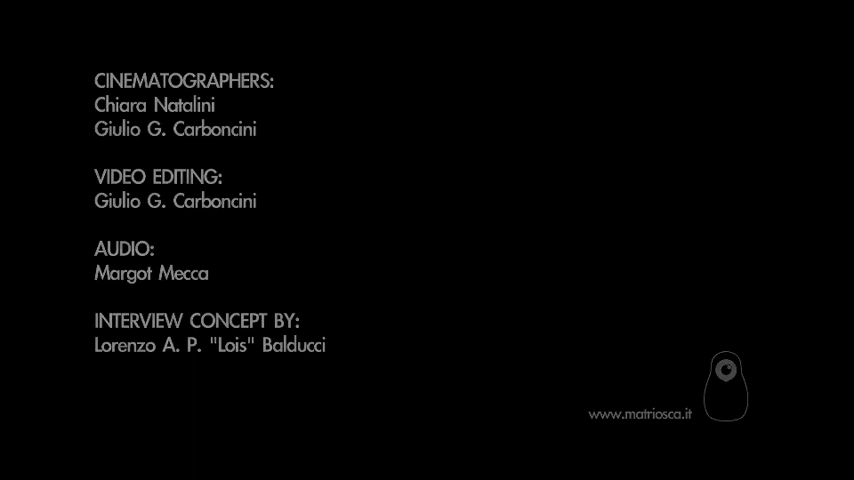 CINEMATOGRAPHERS:
Chiara Natalini
Giulio G. Carboncini
VIDEO EDITING:
Giulio G. Carboncini
AUDIO:
Margot Mecca
INTERVIEW CONCEPT BY:
Lorenzo A. P. "Lois" Balducci
www.matriosca.it